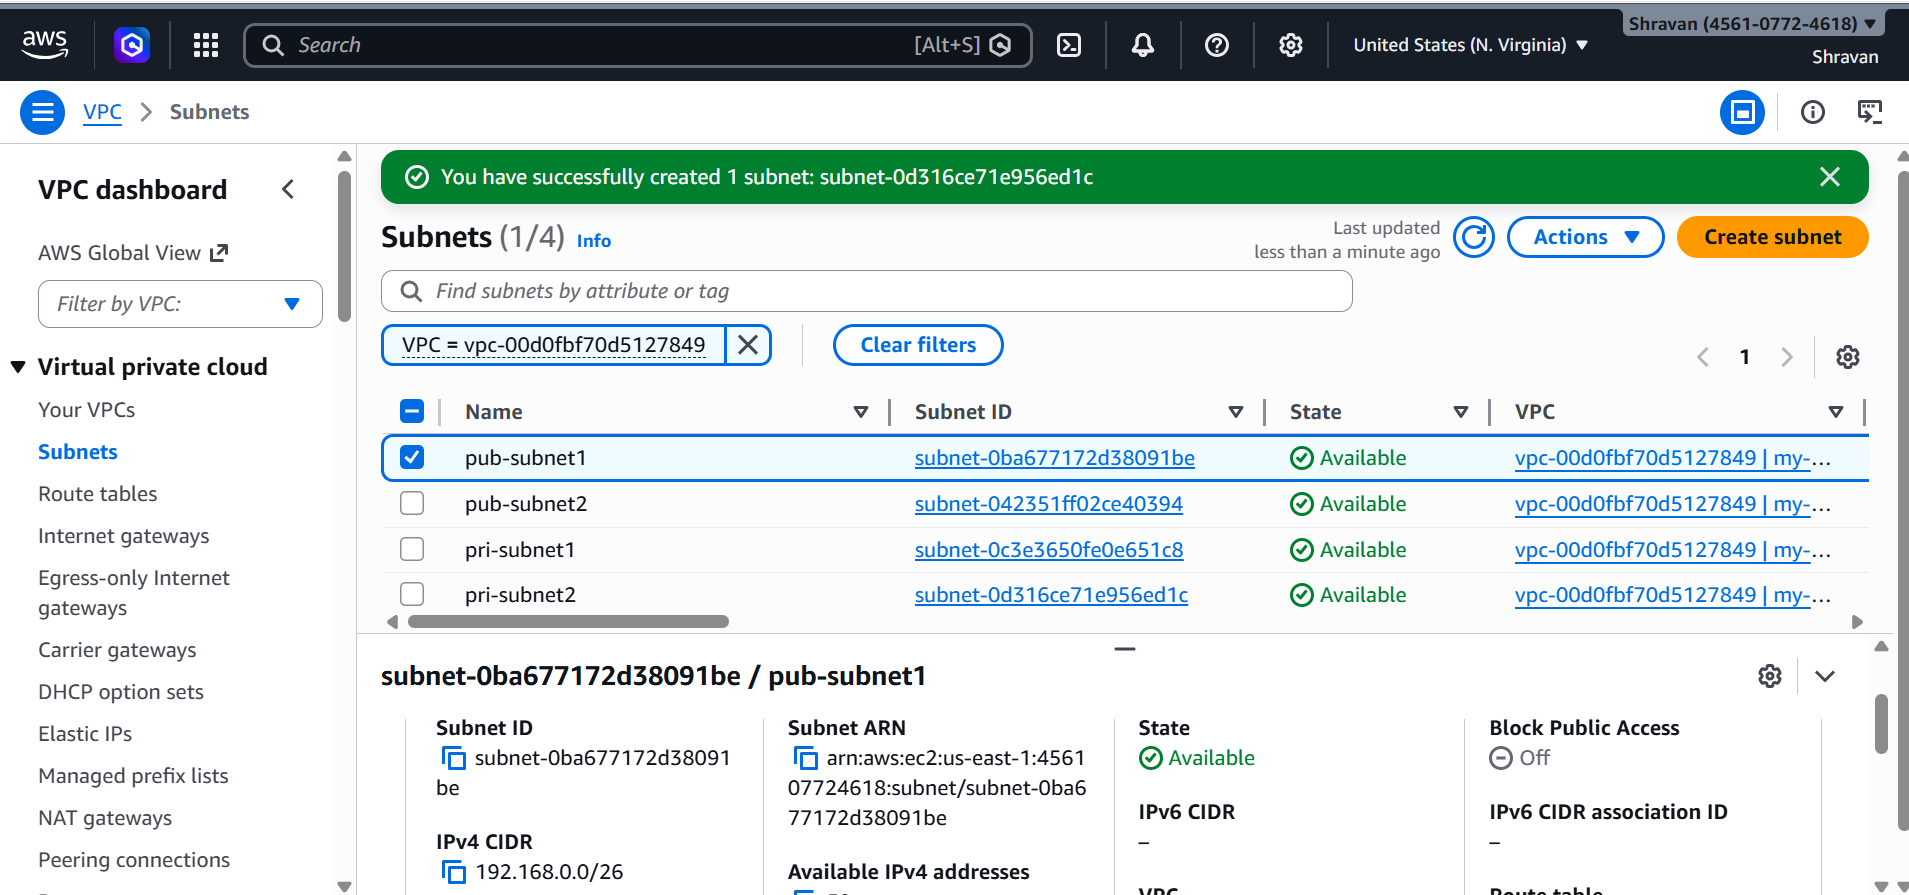 aws
Search
[Alt+S]
United States (N. Virginia)
Shravan (4561-0772-4618)
Shravan
VPC
Subnets
VPC dashboard
AWS Global View
Filter by VPC:
Virtual private cloud
Your VPCs
Subnets
Route tables
Internet gateways
Egress-only Internet
gateways
Carrier gateways
DHCP option sets
Elastic IPs
Managed prefix lists
NAT gateways
Peering connections
You have successfully created 1 subnet: subnet-0d316ce71e956ed1c
Subnets (1/4) Info
Last updated
less than a minute ago
Actions
Create subnet
Find subnets by attribute or tag
VPC = vpc-00d0fbf70d5127849
Clear filters
1
Name Subnet ID State VPC
pub-subnet1 subnet-0ba677172d38091be Available vpc-00d0fbf70d5127849 | my-...
pub-subnet2 subnet-042351ff02ce40394 Available vpc-00d0fbf70d5127849 | my-...
pri-subnet1 subnet-0c3e3650fe0e651c8 Available vpc-00d0fbf70d5127849 | my-...
pri-subnet2 subnet-0d316ce71e956ed1c Available vpc-00d0fbf70d5127849 | my-...
subnet-0ba677172d38091be / pub-subnet1
Subnet ID
subnet-0ba677172d38091
be
IPv4 CIDR
192.168.0.0/26
Subnet ARN
arn:aws:ec2:us-east-1:4561
07724618:subnet/subnet-0ba6
77172d38091be
Available IPv4 addresses
State
Available
IPv6 CIDR
–
VPC
Block Public Access
Off
IPv6 CIDR association ID
–
Route table